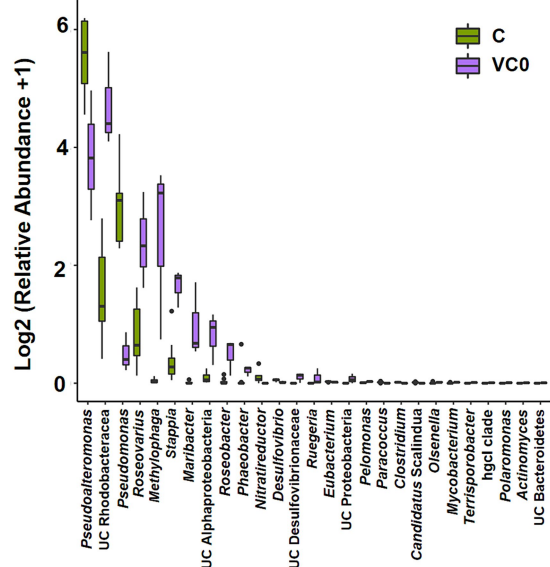 Log2 (Relative Abundance +1)
6
4
2
0
C
VC0
Pseudoalteromonas
UC Rhodobacteracea
Pseudomonas
Roseovarius
Methylophaga
Stappia
Maribacter
UC Alphaproteobacteria
Roseobacter
Phaeobacter
Nitratireductor
Desulfovibrio
UC Desulfovibrionaceae
Ruegeria
Eubacterium
UC Proteobacteria
Pelomonas
Paracoccus
Clostridium
Candidatus Scalindua
Olsenella
Mycobacterium
Terrisporobacter
hgcI clade
Polaromonas
Actinomyces
UC Bacteroidetes